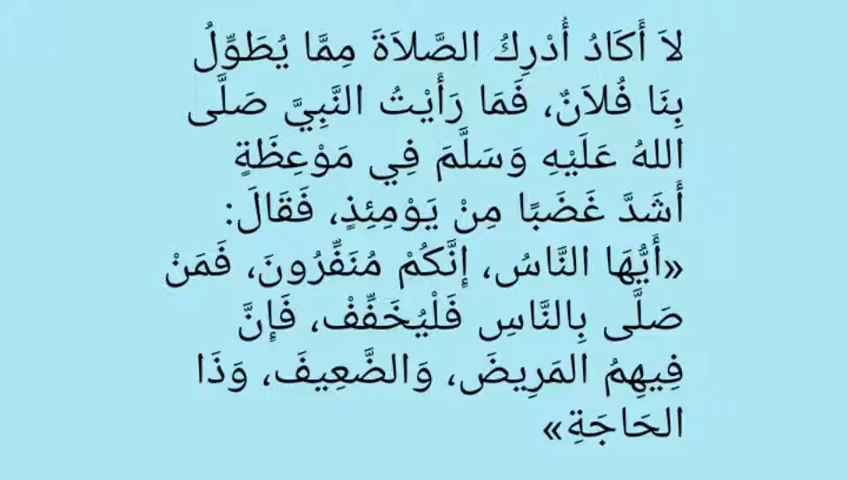 لاَ أَكَادُ أُدْرِكُ الصَّلاَةَ مِمَّا يُطَوِّلُ
بِنَا فُلاَنٌ، فَمَا رَأَيْتُ النَّبِيَّ صَلَّى
اللهُ عَلَيْهِ وَسَلَّمَ فِي مَوْعِظَةٍ
أَشَدَّ غَضَبًا مِنْ يَوْمِئِذٍ، فَقَالَ:
«أَيُّهَا النَّاسُ، إِنَّكُمْ مُنَفِّرُونَ، فَمَنْ
صَلَّى بِالنَّاسِ فَلْيُخَفِّفْ، فَإِنَّ
فِيهِمُ المَرِيضَ، وَالضَّعِيفَ، وَذَا
الحَاجَةِ»